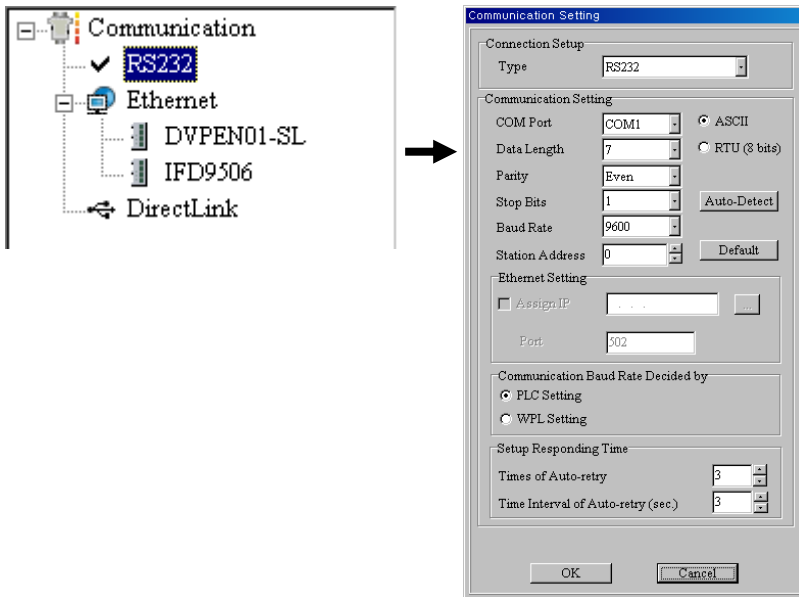 Communication
RS232
Ethernet
DVPEN01-SL
IFD9506
DirectLink
Communication Setting
Connection Setup
Type RS232
Communication Setting
COM Port COM1 ASCII
Data Length 7 RTU (8 bits)
Parity Even
Stop Bits 1 Auto-Detect
Baud Rate 9600
Station Address 0 Default
Ethernet Setting
Assign IP . . . ...
Port 502
Communication Baud Rate Decided by
PLC Setting
WPL Setting
Setup Responding Time
Times of Auto-retry 3
Time Interval of Auto-retry (sec.) 3
OK Cancel